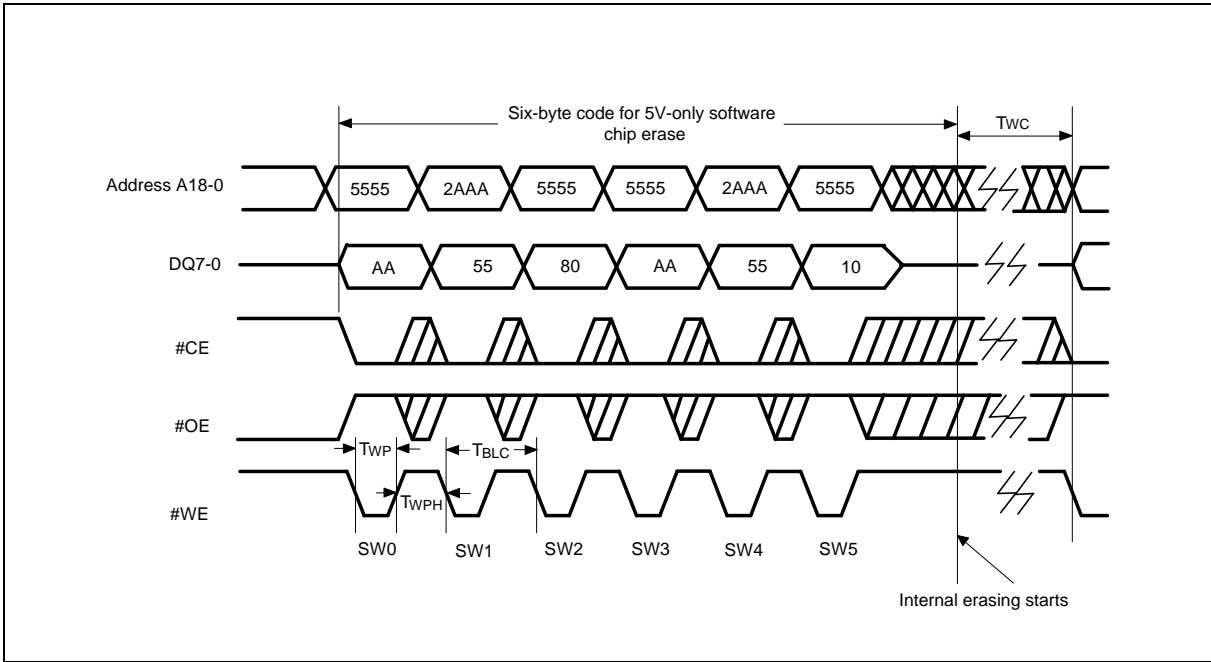 Six-byte code for 5V-only software
chip erase
TWC
Address A18-0
5555
2AAA
5555
5555
2AAA
5555
DQ7-0
AA
55
80
AA
55
10
#CE
#OE
TWP
TBLC
TWPH
#WE
SW0
SW1
SW2
SW3
SW4
SW5
Internal erasing starts